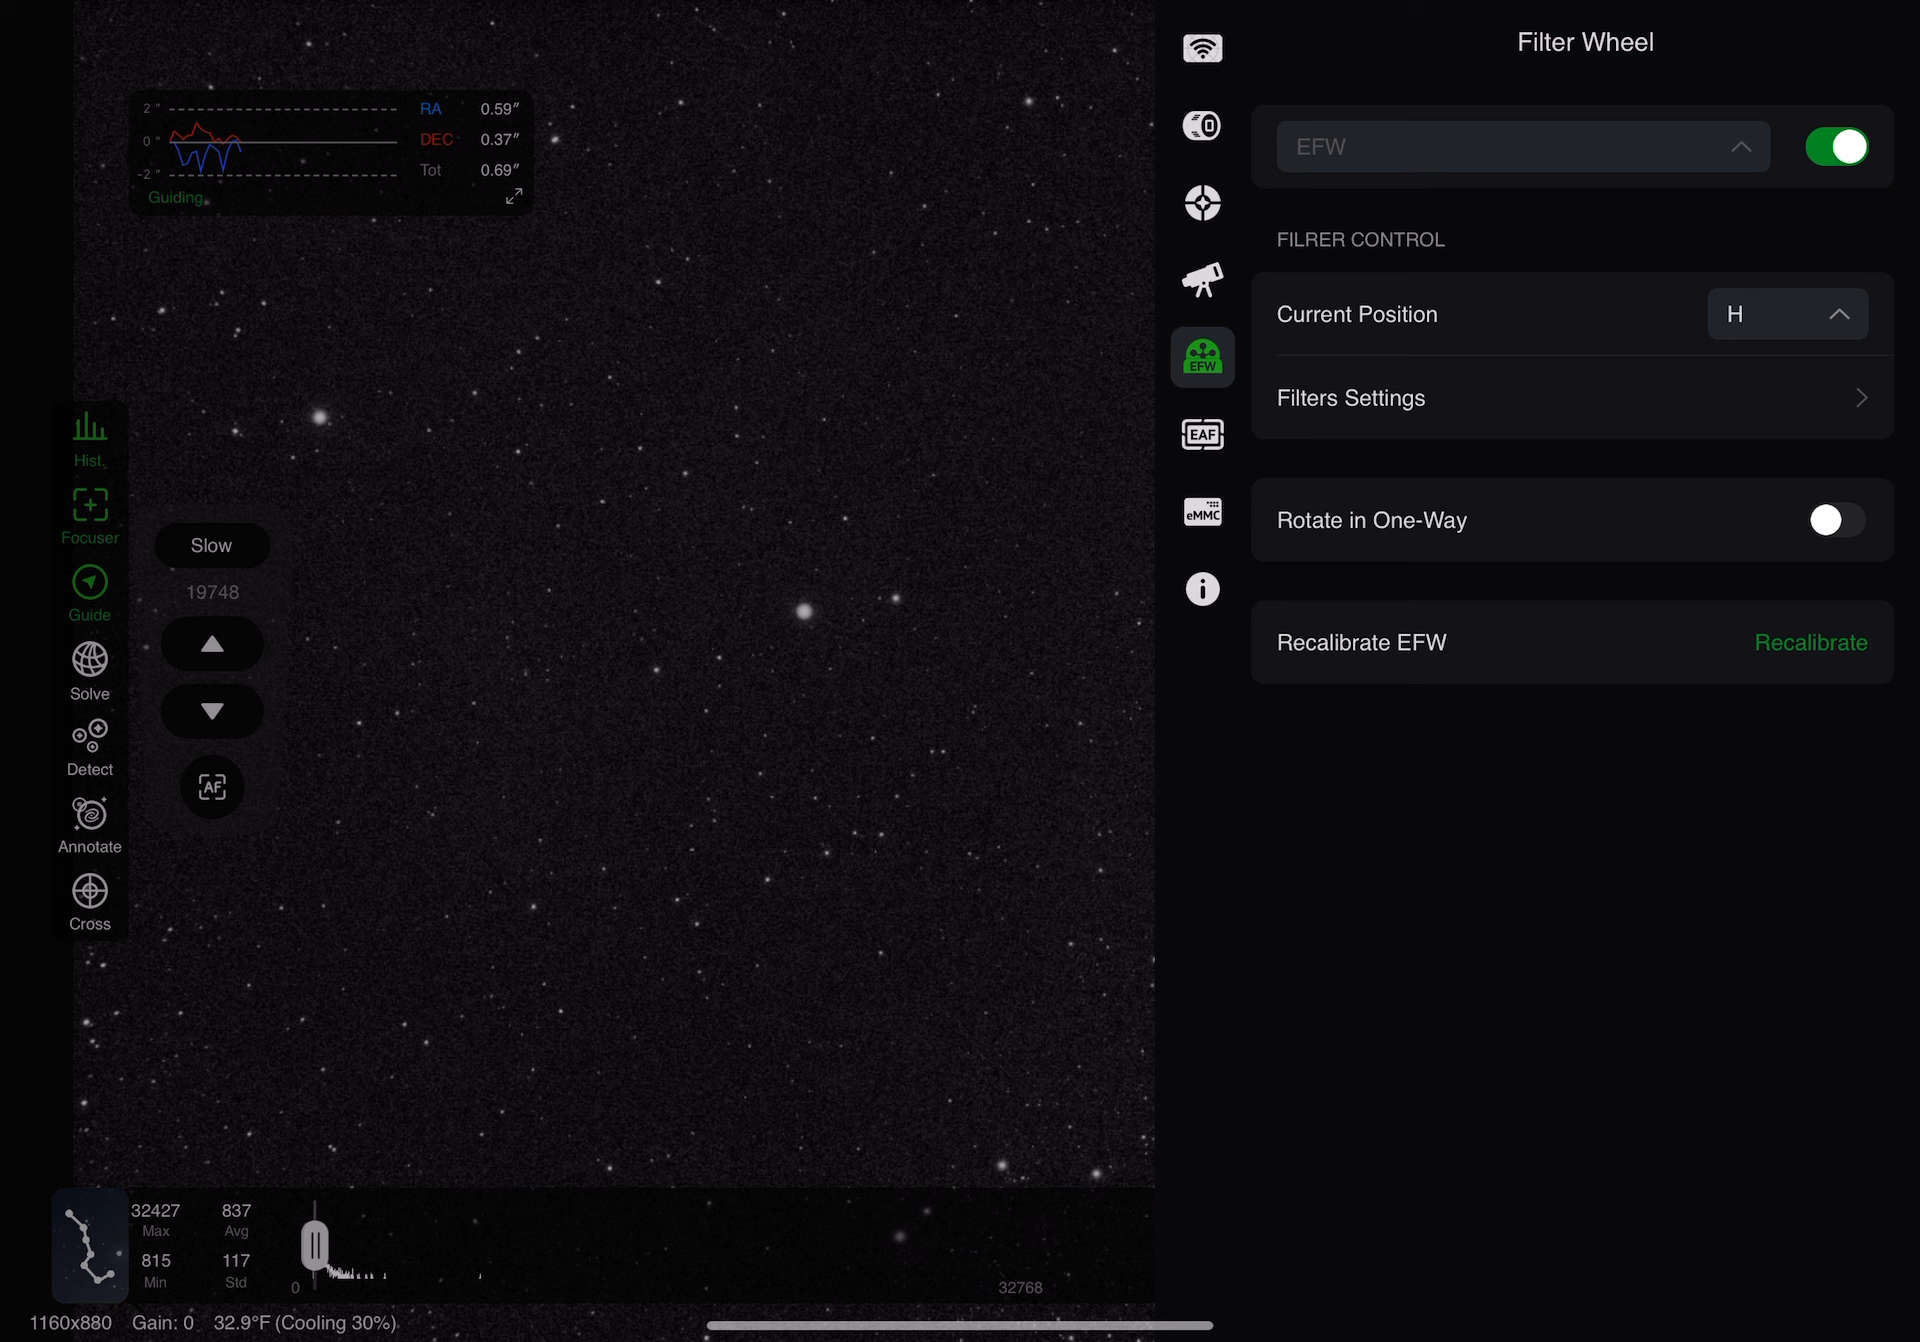 Filter Wheel
2 "
RA 0.59″
0 "
DEC 0.37″
-2 "
Tot 0.69″
Guiding
EFW
FILRER CONTROL
Current Position H
EFW
Filters Settings
EAF
eMMC
Rotate in One-Way
Recalibrate EFW Recalibrate
Hist.
Focuser
Guide
Solve
Detect
Annotate
Cross
Slow
19748
AF
32427 837
Max Avg
815 117
Min Std
0 32768
1160x880 Gain: 0 32.9°F (Cooling 30%)